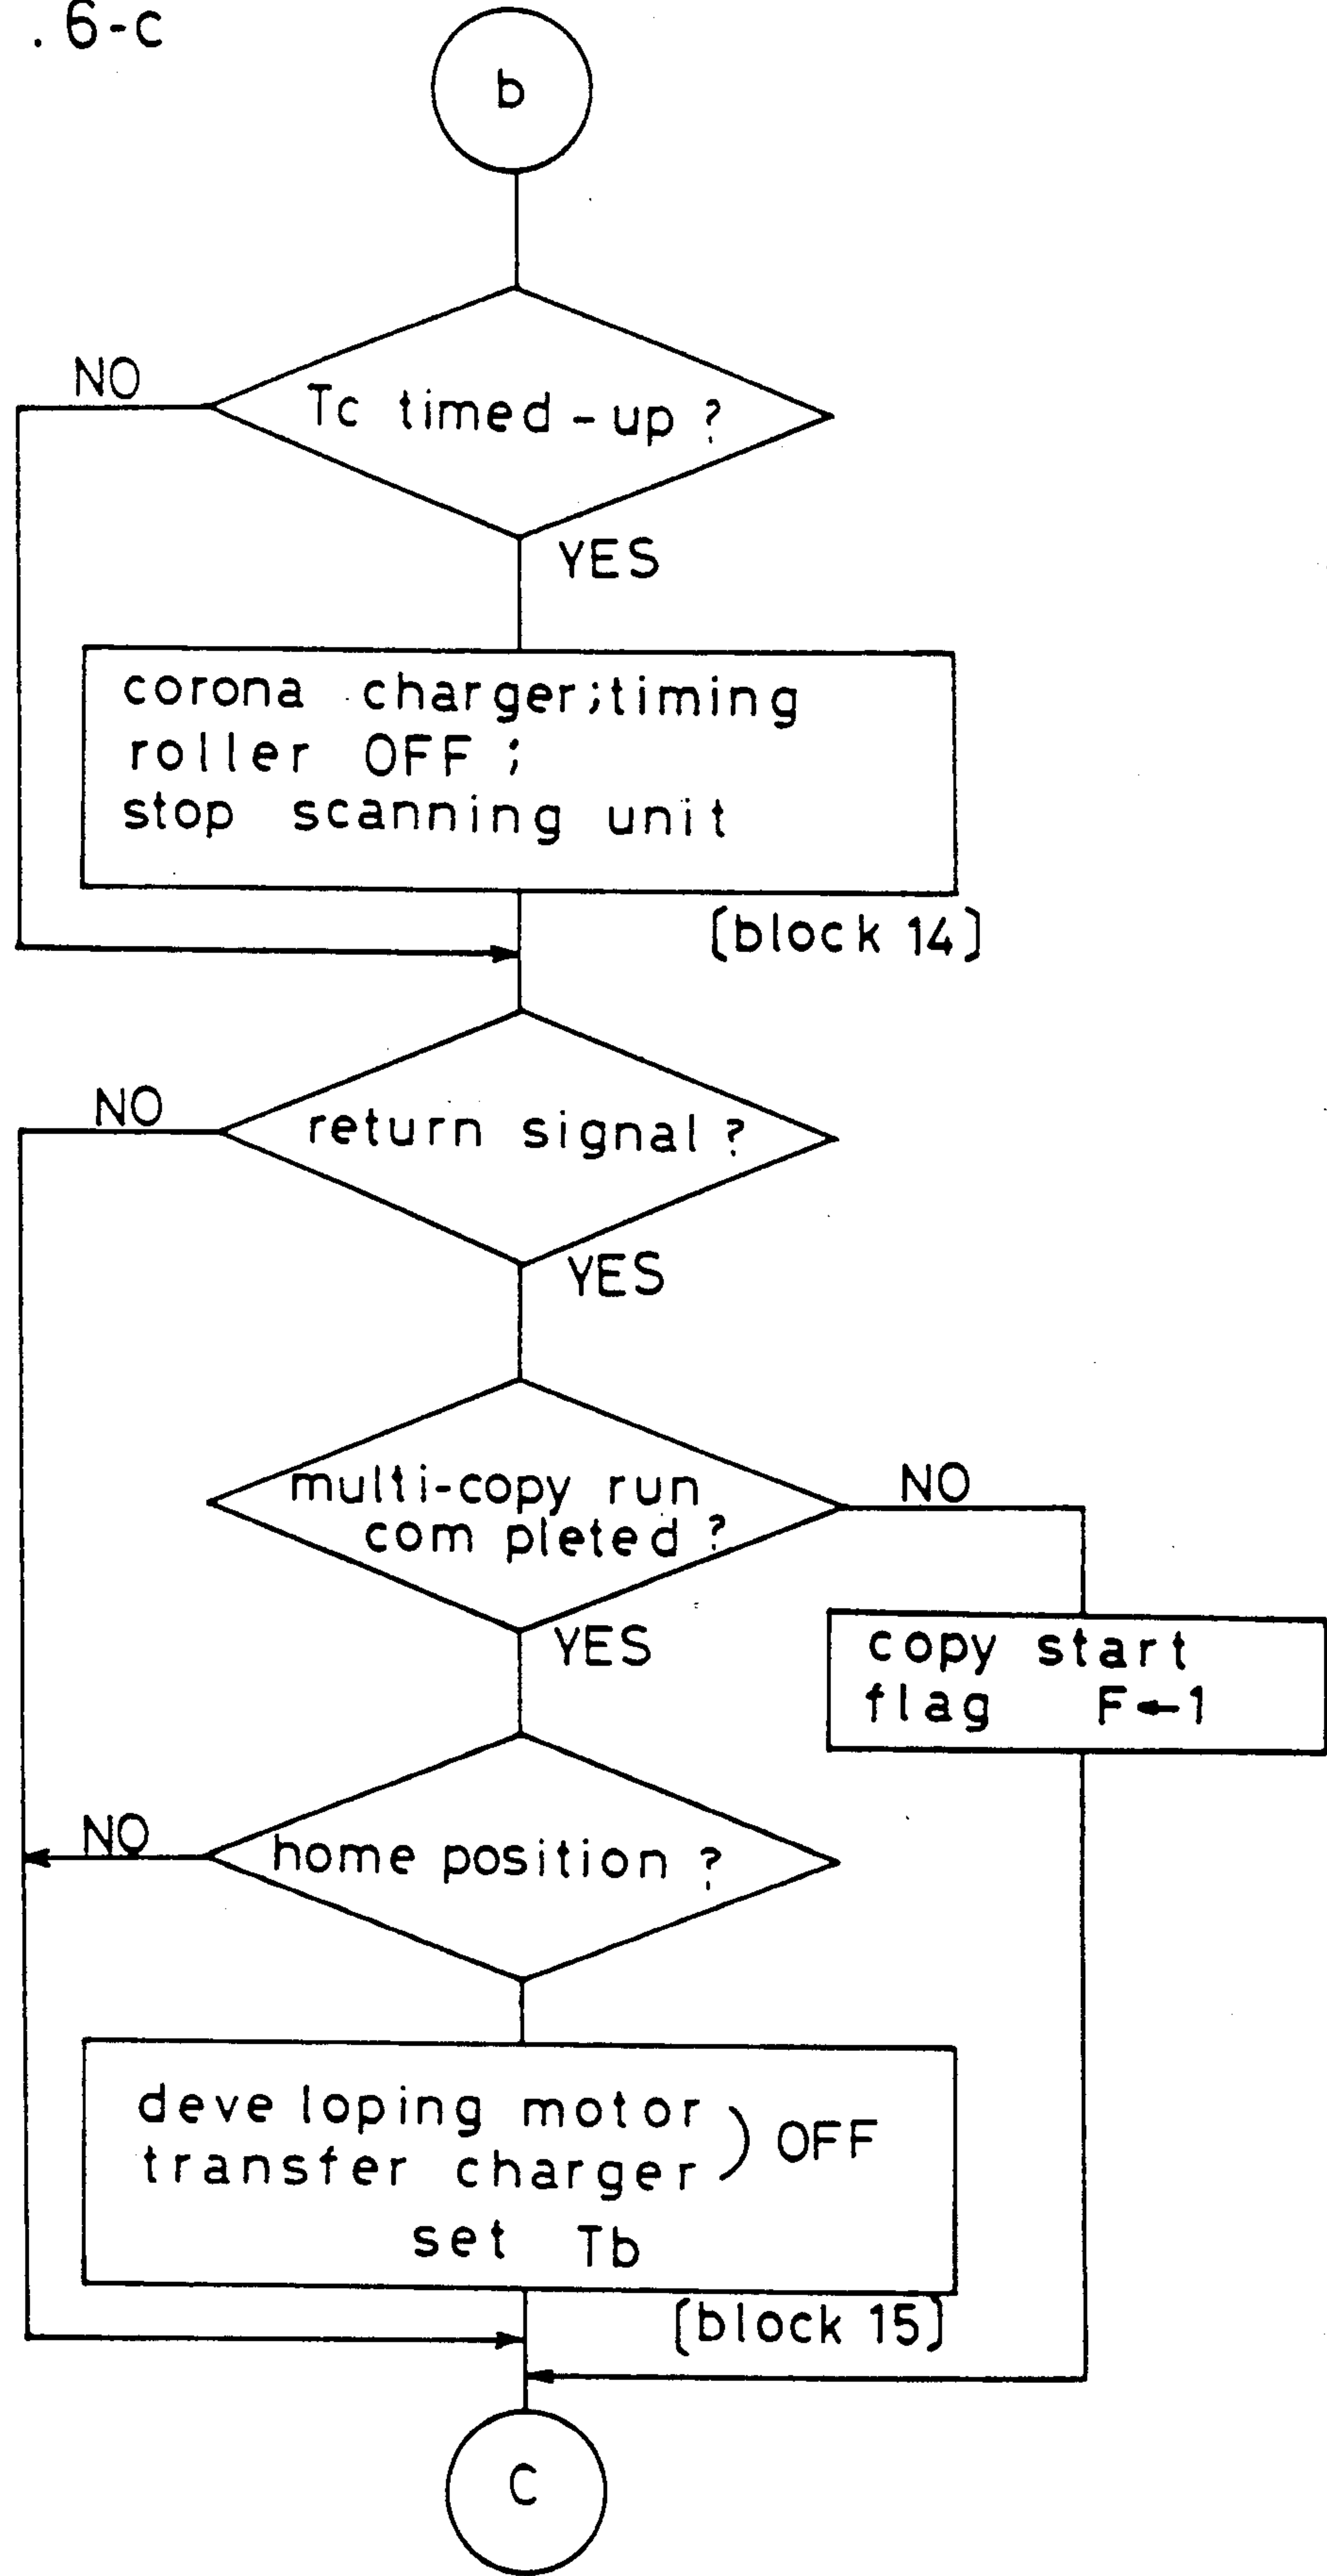 . 6-c
b
NO
Tc timed-up ?
YES
corona charger;timing
roller OFF ;
stop scanning unit
[block 14]
NO
return signal ?
YES
multi-copy run
com pleted ?
NO
YES
copy start
flag F←1
NO
home position ?
deve loping motor
transfer charger ) OFF
set Tb
[block 15]
C